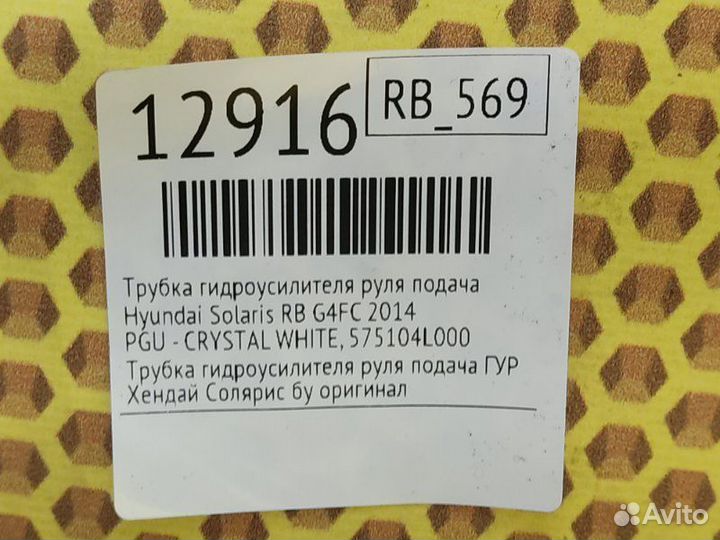 12916
RB_569
Трубка гидроусилителя руля подача
Hyundai Solaris RB G4FC 2014
PGU - CRYSTAL WHITE, 575104L000
Трубка гидроусилителя руля подача ГУР
Хендай Солярис бу оригинал
Avito